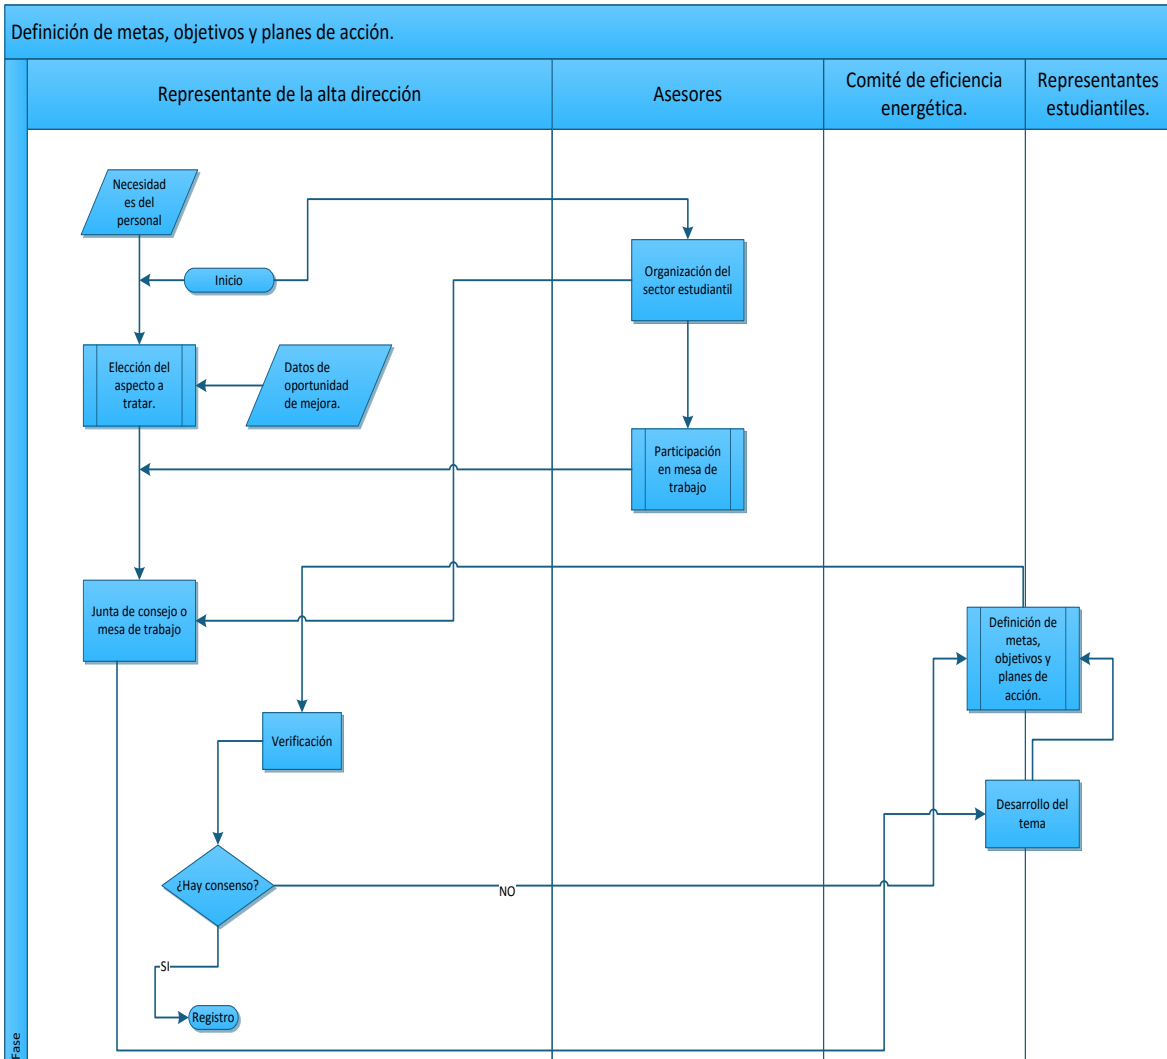 Definición de metas, objetivos y planes de acción.
Representante de la alta dirección
Asesores
Comité de eficiencia
energética.
Representantes
estudiantiles.
Necesidad
es del
personal
Inicio
Organización del
sector estudiantil
Elección del
aspecto a
tratar.
Datos de
oportunidad
de mejora.
Participación
en mesa de
trabajo
Junta de consejo o
mesa de trabajo
Definición de
metas,
objetivos y
planes de
acción.
Verificación
Desarrollo del
tema
¿Hay consenso?
NO
SI
Registro
Fase